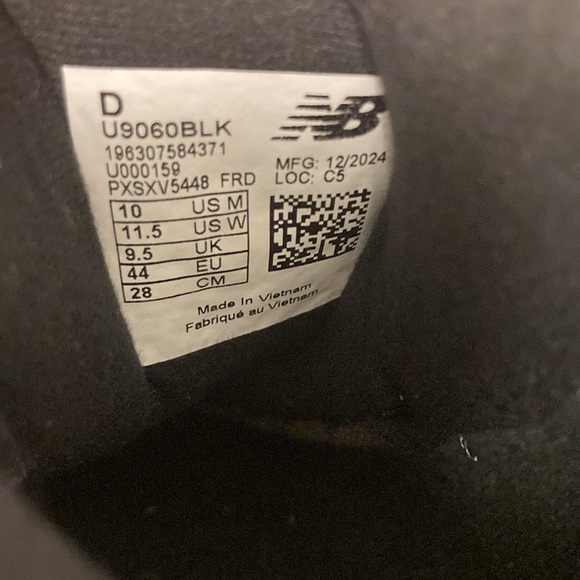 D
U9060BLK
196307584371
U000159
PXSXV5448 FRD
NB
MFG: 12/2024
LOC: C5
10 US M
11.5 US W
9.5 UK
44 EU
28 CM
Made In Vietnam
Fabriqué au Vietnam